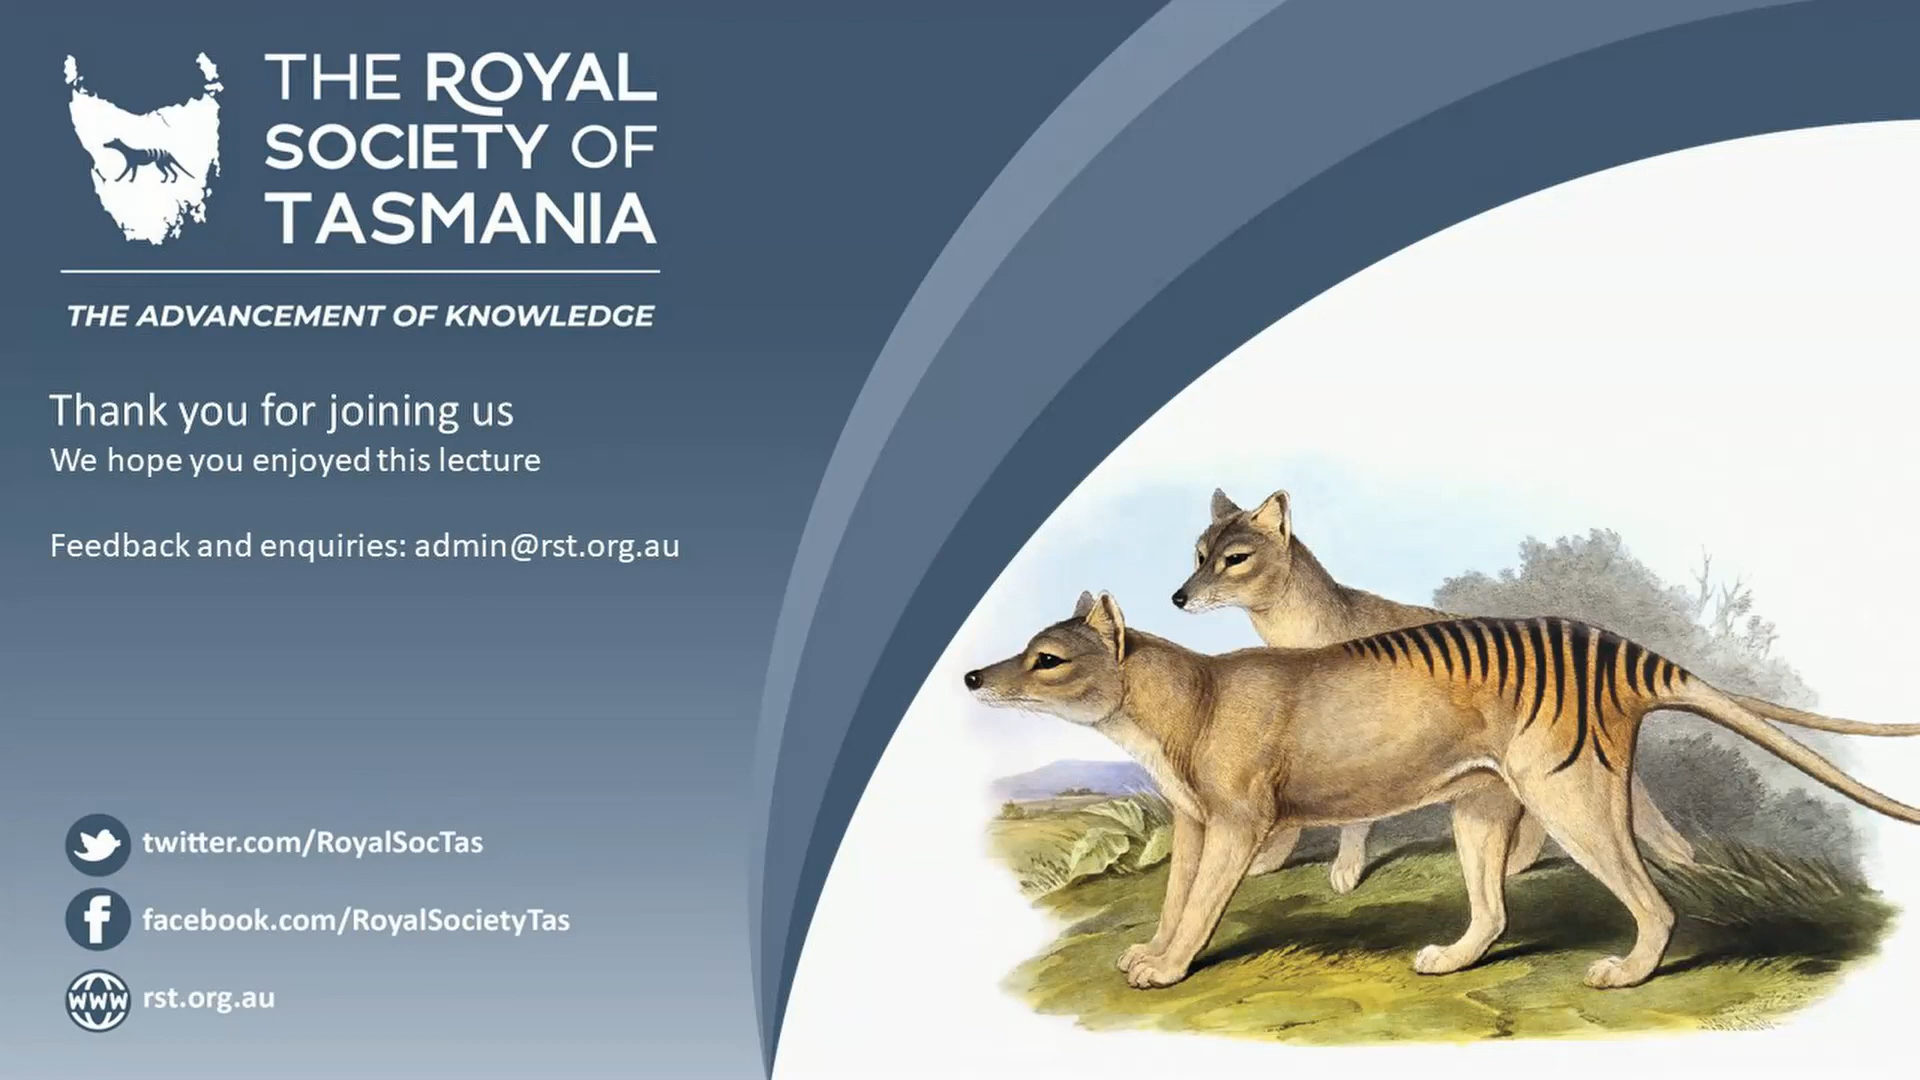 THE ROYAL
SOCIETY OF
TASMANIA
THE ADVANCEMENT OF KNOWLEDGE
Thank you for joining us
We hope you enjoyed this lecture
Feedback and enquiries: admin@rst.org.au
twitter.com/RoyalSocTas
facebook.com/RoyalSocietyTas
www rst.org.au